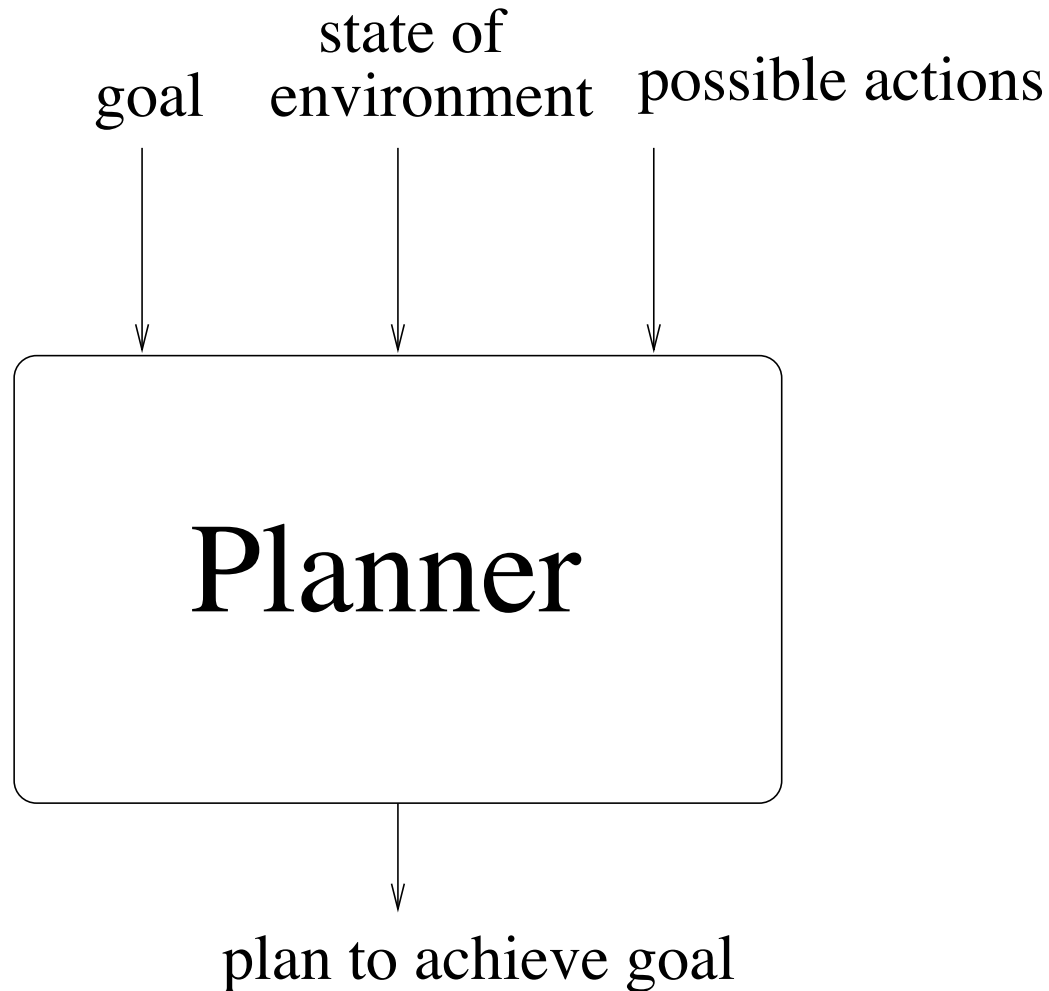 goal
state of
environment
possible actions
Planner
plan to achieve goal